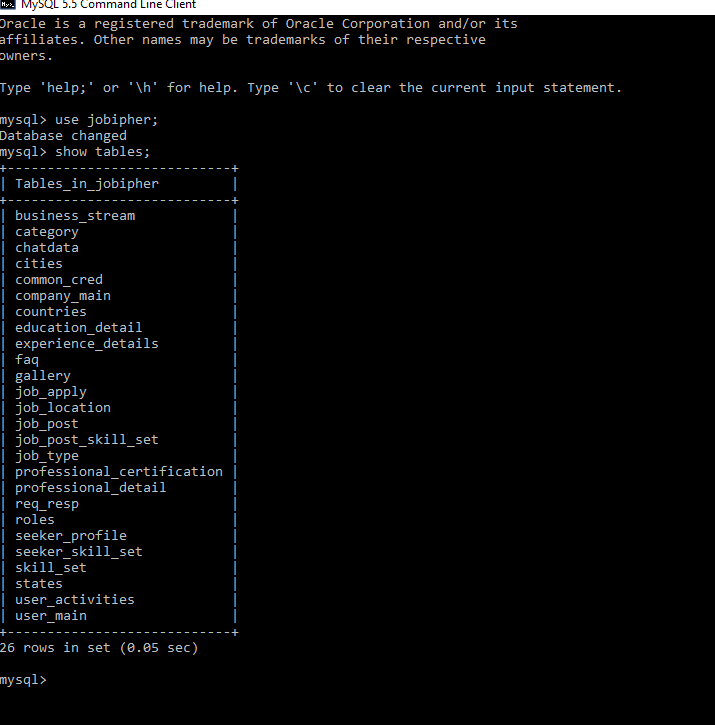 MySQL 5.5 Command Line Client
Oracle is a registered trademark of Oracle Corporation and/or its
affiliates. Other names may be trademarks of their respective
owners.
Type 'help;' or '\h' for help. Type '\c' to clear the current input statement.
mysql> use jobipher;
Database changed
mysql> show tables;
+----------------------------+
| Tables_in_jobipher         |
+----------------------------+
| business_stream            |
| category                   |
| chatdata                   |
| cities                     |
| common_cred                |
| company_main               |
| countries                  |
| education_detail           |
| experience_details         |
| faq                        |
| gallery                    |
| job_apply                  |
| job_location               |
| job_post                   |
| job_post_skill_set         |
| job_type                   |
| professional_certification |
| professional_detail        |
| req_resp                   |
| roles                      |
| seeker_profile             |
| seeker_skill_set           |
| skill_set                  |
| states                     |
| user_activities            |
| user_main                  |
+----------------------------+
26 rows in set (0.05 sec)
mysql>